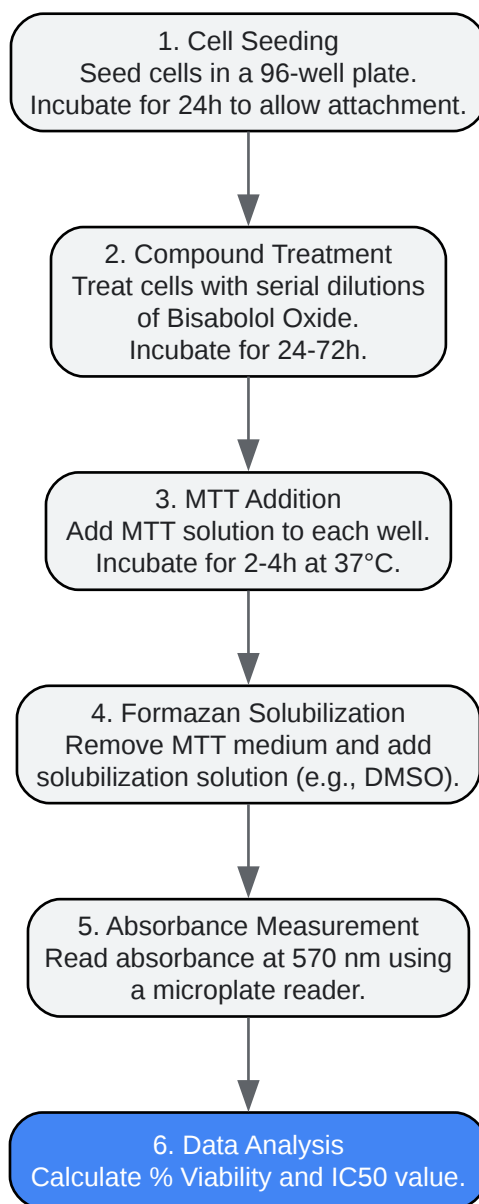 1. Cell Seeding
Seed cells in a 96-well plate.
Incubate for 24h to allow attachment.
2. Compound Treatment
Treat cells with serial dilutions
of Bisabolol Oxide.
Incubate for 24-72h.
3. MTT Addition
Add MTT solution to each well.
Incubate for 2-4h at 37°C.
4. Formazan Solubilization
Remove MTT medium and add
solubilization solution (e.g., DMSO).
5. Absorbance Measurement
Read absorbance at 570 nm using
a microplate reader.
6. Data Analysis
Calculate % Viability and IC50 value.